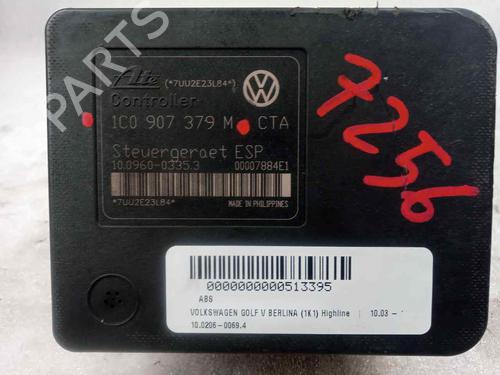 Ate
(*7UU2E23L84*)
Controller
1C0 907 379 M CTA
Steuergeraet ESP
10.0960-0335.3
00007884E1
*7UU2E23L84*
MADE IN PHILIPPINES
7256
0000000000513395
ABS
VOLKSWAGEN GOLF V BERLINA (1K1) Highline
10.03 -
10.0206-0069.4
PARTS